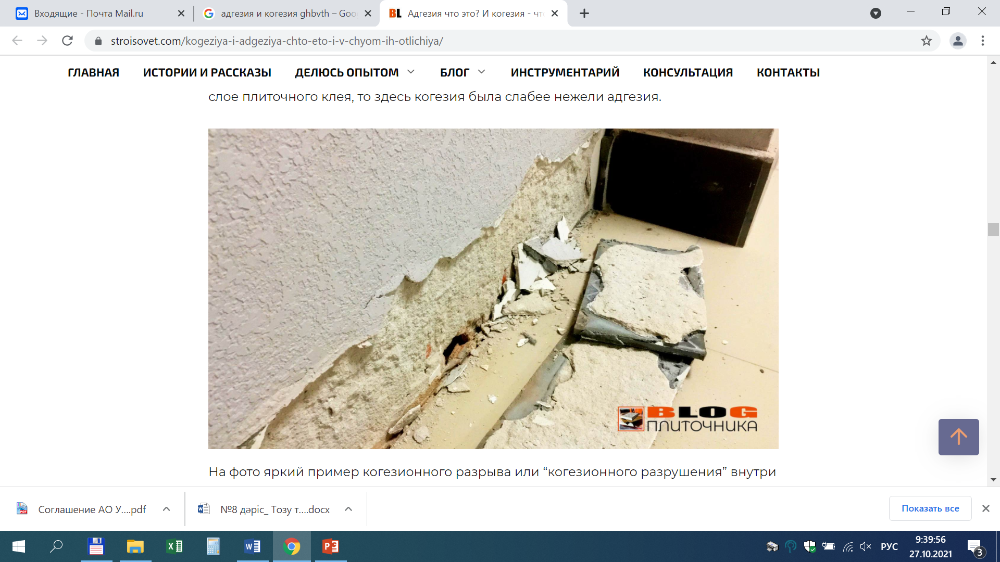 Входящие - Почта Mail.ru
адгезия и когезия ghbvth – Goo
BL Адгезия что это? И когезия - чт
stroisovet.com/kogeziya-i-adgeziya-chto-eto-i-v-chyom-ih-otlichiya/
ГЛАВНАЯ ИСТОРИИ И РАССКАЗЫ ДЕЛЮСЬ ОПЫТОМ БЛОГ ИНСТРУМЕНТАРИЙ КОНСУЛЬТАЦИЯ КОНТАКТЫ
слое плиточного клея, то здесь когезия была слабее нежели адгезия.
BLOG
ПЛИТОЧНИКА
На фото яркий пример когезионного разрыва или “когезионного разрушения” внутри
Соглашение АО У....pdf
№8 дәріс_ Тозу т....docx
Показать все
РУС
9:39:56
27.10.2021
3